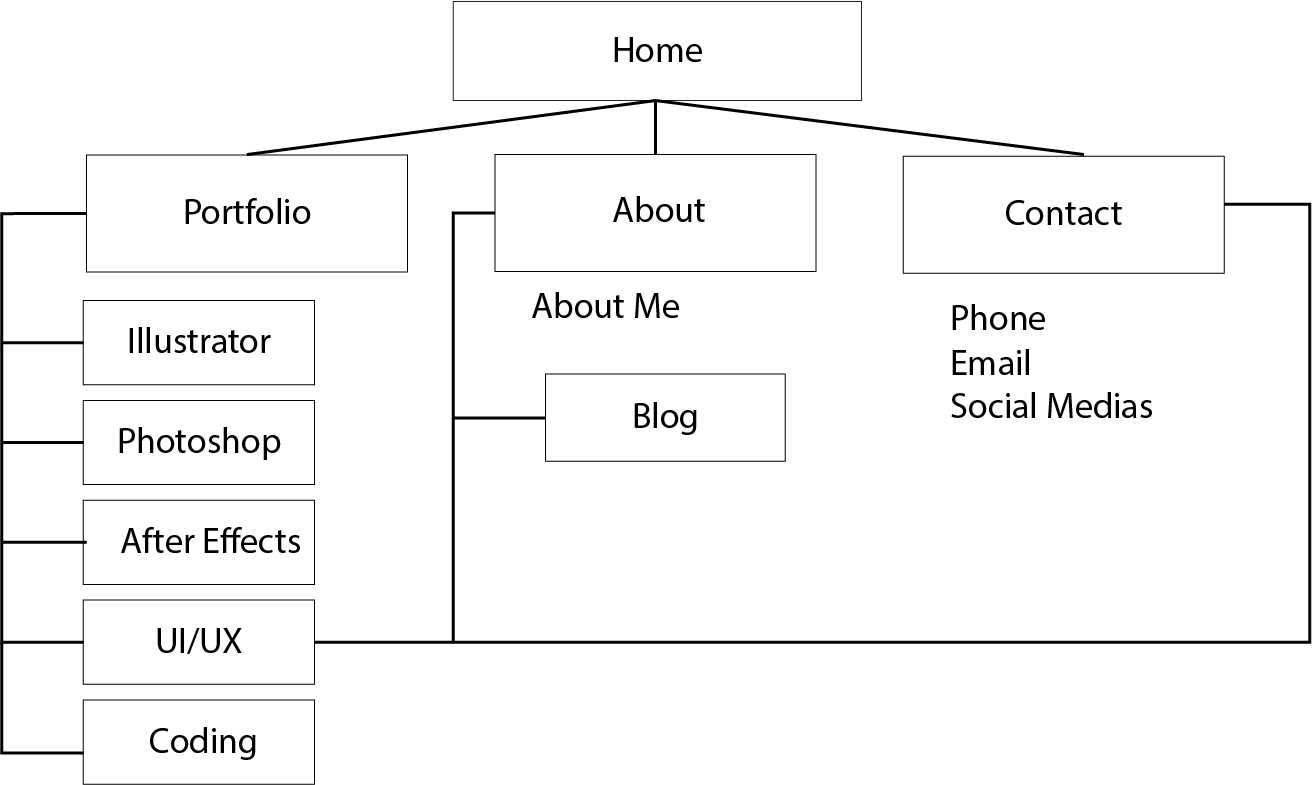 Home
Portfolio
About
Contact
Illustrator
Photoshop
After Effects
UI/UX
Coding
About Me
Blog
Phone
Email
Social Medias